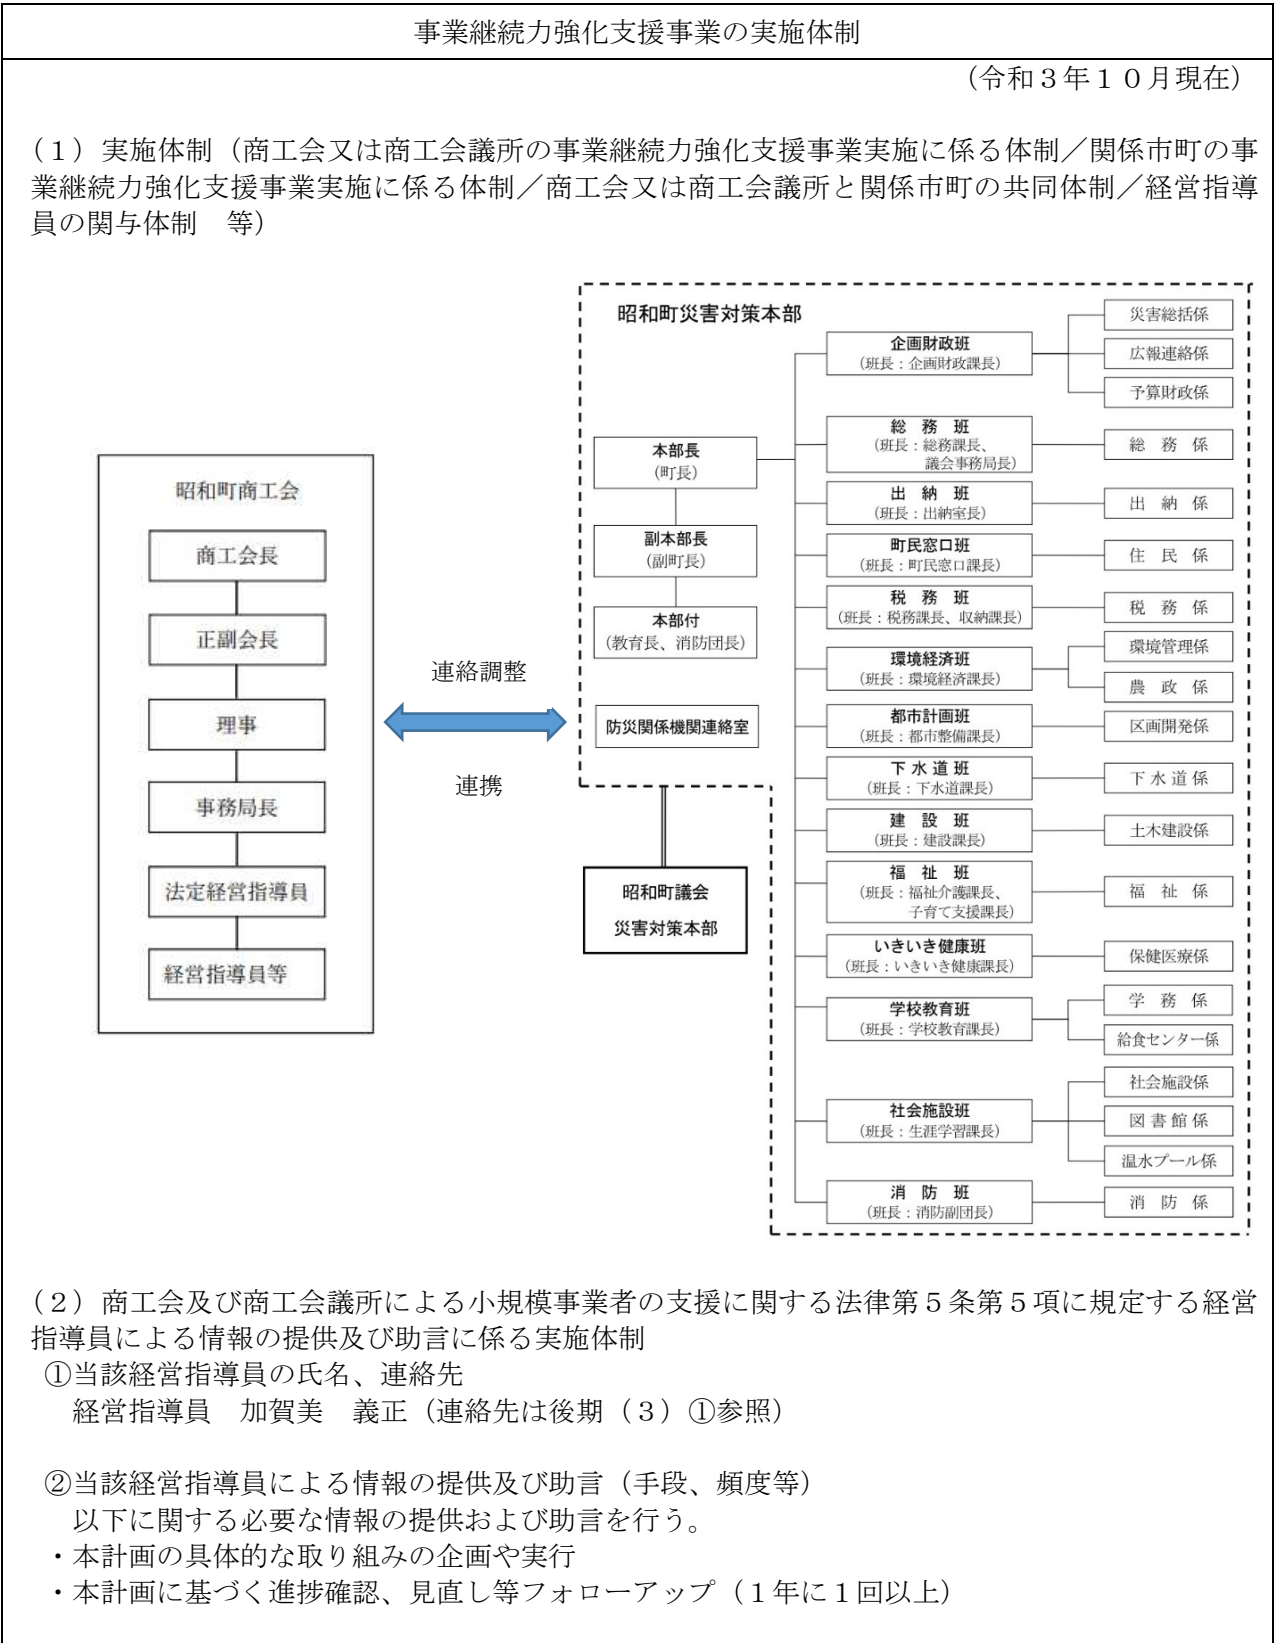 事業継続力強化支援事業の実施体制
（令和３年１０月現在）
（１）実施体制（商工会又は商工会議所の事業継続力強化支援事業実施に係る体制／関係市町の事
業継続力強化支援事業実施に係る体制／商工会又は商工会議所と関係市町の共同体制／経営指導
員の関与体制　等）
昭和町商工会
商工会長
正副会長
理事
事務局長
法定経営指導員
経営指導員等
連絡調整
連携
昭和町災害対策本部
本部長
（町長）
副本部長
（副町長）
本部付
（教育長、消防団長）
防災関係機関連絡室
昭和町議会
災害対策本部
企画財政班
（班長：企画財政課長）
災害総括係
広報連絡係
予算財政係
総　務　班
（班長：総務課長、
議会事務局長）
総　務　係
出　納　班
（班長：出納室長）
出　納　係
町民窓口班
（班長：町民窓口課長）
住　民　係
税　務　班
（班長：税務課長、収納課長）
税　務　係
環境経済班
（班長：環境経済課長）
環境管理係
農　政　係
都市計画班
（班長：都市整備課長）
区画開発係
下 水 道 班
（班長：下水道課長）
下 水 道 係
建　設　班
（班長：建設課長）
土木建設係
福　祉　班
（班長：福祉介護課長、
子育て支援課長）
福　祉　係
いきいき健康班
（班長：いきいき健康課長）
保健医療係
学校教育班
（班長：学校教育課長）
学　務　係
給食センター係
社会施設班
（班長：生涯学習課長）
社会施設係
図 書 館 係
温水プール係
消　防　班
（班長：消防副団長）
消　防　係
（２）商工会及び商工会議所による小規模事業者の支援に関する法律第５条第５項に規定する経営
指導員による情報の提供及び助言に係る実施体制
①当該経営指導員の氏名、連絡先
経営指導員　加賀美　義正（連絡先は後期（３）①参照）
②当該経営指導員による情報の提供及び助言（手段、頻度等）
以下に関する必要な情報の提供および助言を行う。
・本計画の具体的な取り組みの企画や実行
・本計画に基づく進捗確認、見直し等フォローアップ（１年に１回以上）